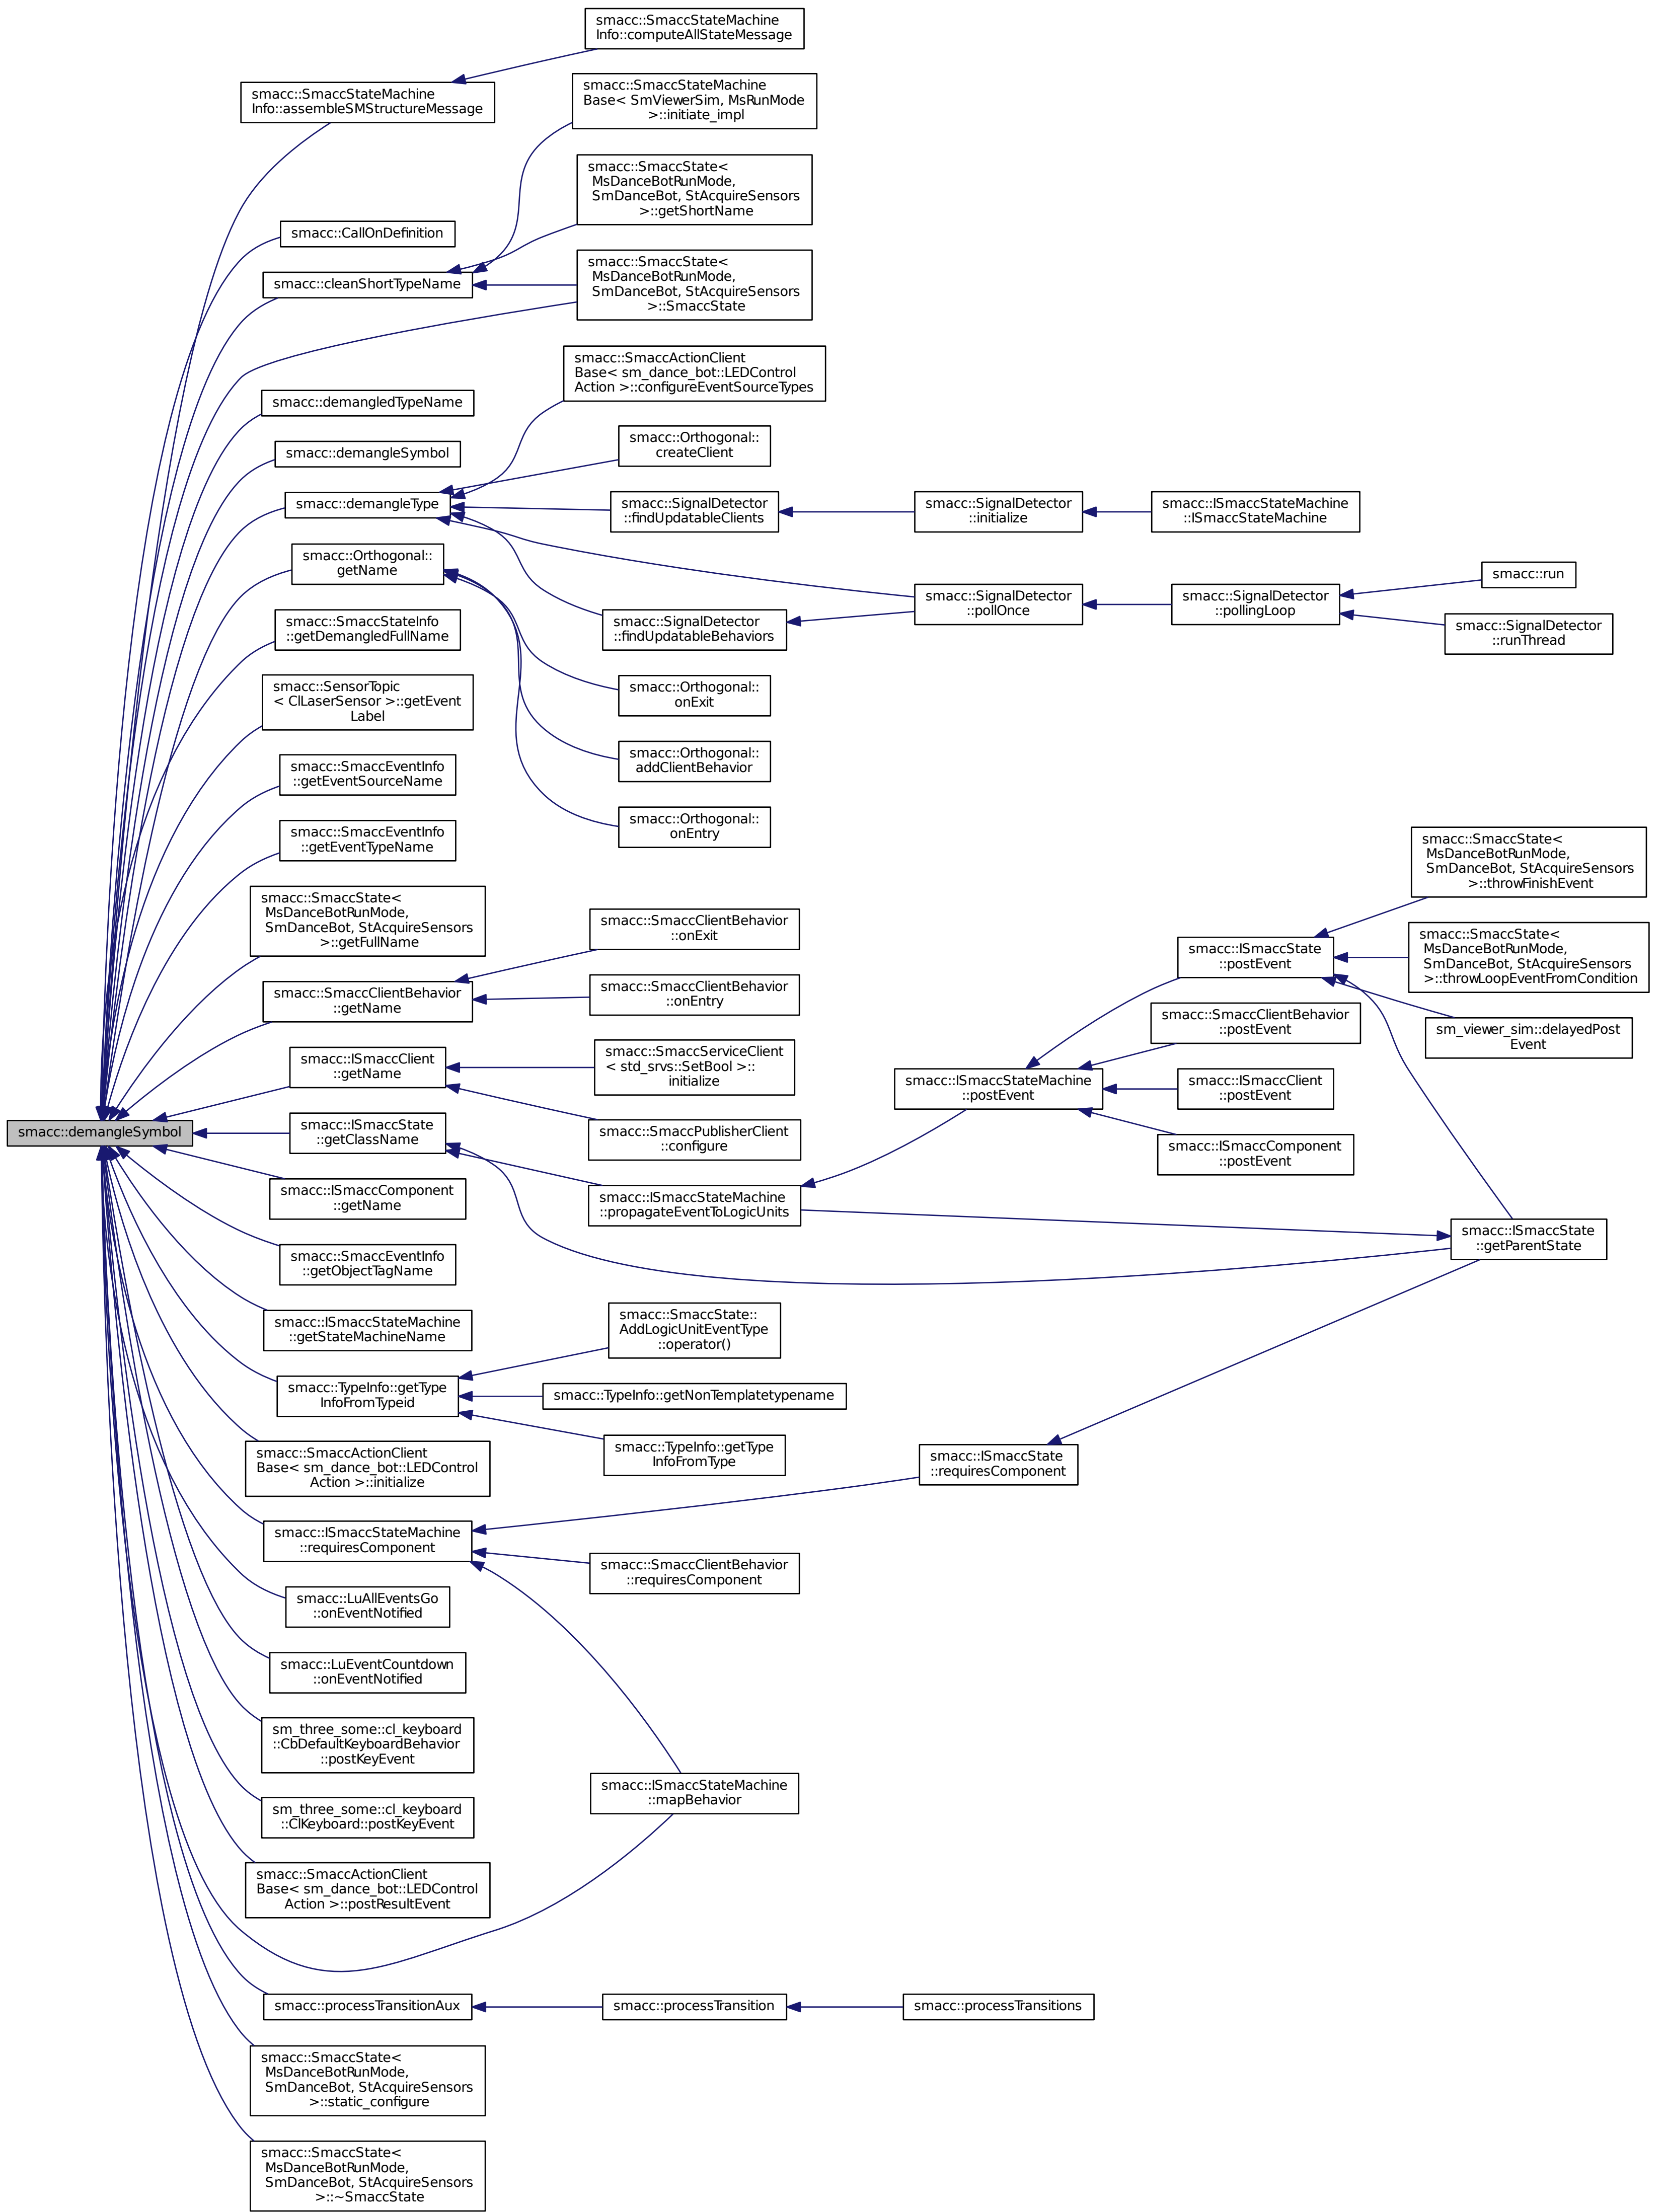 smacc::SmaccStateMachine
Info::computeAllStateMessage
smacc::SmaccStateMachine
Info::assembleSMStructureMessage
smacc::SmaccStateMachine
Base< SmViewerSim, MsRunMode
>::initiate_impl
smacc::SmaccState<
MsDanceBotRunMode,
SmDanceBot, StAcquireSensors
>::getShortName
smacc::CallOnDefinition
smacc::cleanShortTypeName
smacc::SmaccState<
MsDanceBotRunMode,
SmDanceBot, StAcquireSensors
>::SmaccState
smacc::SmaccActionClient
Base< sm_dance_bot::LEDControl
Action >::configureEventSourceTypes
smacc::demangledTypeName
smacc::demangleSymbol
smacc::Orthogonal::
createClient
smacc::demangleType
smacc::SignalDetector
::findUpdatableClients
smacc::SignalDetector
::initialize
smacc::ISmaccStateMachine
::ISmaccStateMachine
smacc::Orthogonal::
getName
smacc::run
smacc::SignalDetector
::pollOnce
smacc::SignalDetector
::pollingLoop
smacc::SmaccStateInfo
::getDemangledFullName
smacc::SignalDetector
::findUpdatableBehaviors
smacc::SignalDetector
::runThread
smacc::SensorTopic
< ClLaserSensor >::getEvent
Label
smacc::Orthogonal::
onExit
smacc::SmaccEventInfo
::getEventSourceName
smacc::Orthogonal::
addClientBehavior
smacc::SmaccEventInfo
::getEventTypeName
smacc::Orthogonal::
onEntry
smacc::SmaccState<
MsDanceBotRunMode,
SmDanceBot, StAcquireSensors
>::throwFinishEvent
smacc::SmaccState<
MsDanceBotRunMode,
SmDanceBot, StAcquireSensors
>::getFullName
smacc::SmaccClientBehavior
::onExit
smacc::ISmaccState
::postEvent
smacc::SmaccState<
MsDanceBotRunMode,
SmDanceBot, StAcquireSensors
>::throwLoopEventFromCondition
smacc::SmaccClientBehavior
::getName
smacc::SmaccClientBehavior
::onEntry
smacc::SmaccClientBehavior
::postEvent
sm_viewer_sim::delayedPost
Event
smacc::ISmaccClient
::getName
smacc::SmaccServiceClient
< std_srvs::SetBool >::
initialize
smacc::ISmaccStateMachine
::postEvent
smacc::ISmaccClient
::postEvent
smacc::demangleSymbol
smacc::ISmaccState
::getClassName
smacc::SmaccPublisherClient
::configure
smacc::ISmaccComponent
::postEvent
smacc::ISmaccComponent
::getName
smacc::ISmaccStateMachine
::propagateEventToLogicUnits
smacc::ISmaccState
::getParentState
smacc::SmaccEventInfo
::getObjectTagName
smacc::ISmaccStateMachine
::getStateMachineName
smacc::SmaccState::
AddLogicUnitEventType
::operator()
smacc::TypeInfo::getType
InfoFromTypeid
smacc::TypeInfo::getNonTemplatetypename
smacc::SmaccActionClient
Base< sm_dance_bot::LEDControl
Action >::initialize
smacc::TypeInfo::getType
InfoFromType
smacc::ISmaccState
::requiresComponent
smacc::ISmaccStateMachine
::requiresComponent
smacc::SmaccClientBehavior
::requiresComponent
smacc::LuAllEventsGo
::onEventNotified
smacc::LuEventCountdown
::onEventNotified
sm_three_some::cl_keyboard
::CbDefaultKeyboardBehavior
::postKeyEvent
smacc::ISmaccStateMachine
::mapBehavior
sm_three_some::cl_keyboard
::ClKeyboard::postKeyEvent
smacc::SmaccActionClient
Base< sm_dance_bot::LEDControl
Action >::postResultEvent
smacc::processTransitionAux
smacc::processTransition
smacc::processTransitions
smacc::SmaccState<
MsDanceBotRunMode,
SmDanceBot, StAcquireSensors
>::static_configure
smacc::SmaccState<
MsDanceBotRunMode,
SmDanceBot, StAcquireSensors
>::~SmaccState